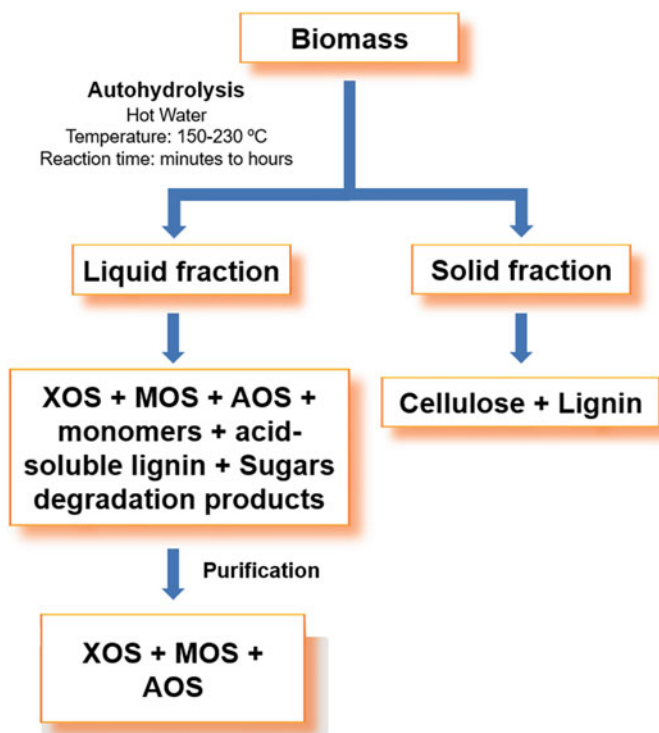 Biomass
Autohydrolysis
Hot Water
Temperature: 150-230 ºC
Reaction time: minutes to hours
Liquid fraction
Solid fraction
XOS + MOS + AOS +
monomers + acid-
soluble lignin + Sugars
degradation products
Cellulose + Lignin
Purification
XOS + MOS +
AOS